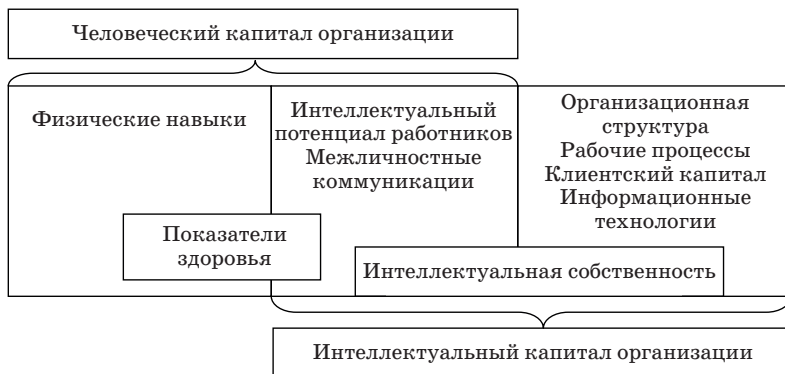 Человеческий капитал организации
Физические навыки
Интеллектуальный
потенциал работников
Межличностные
коммуникации
Организационная
структура
Рабочие процессы
Клиентский капитал
Информационные
технологии
Показатели
здоровья
Интеллектуальная собственность
Интеллектуальный капитал организации